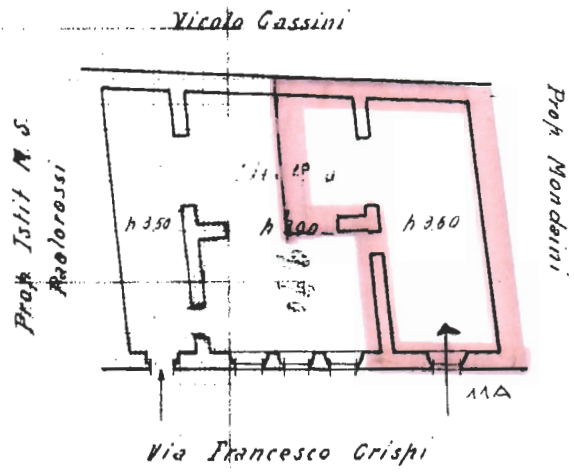 Vicolo Cassini
Prop. Istit M. S.
Paolorossi
Prop. Mondaini
h 3,50
h 3,60
11A
Via Francesco Crispi